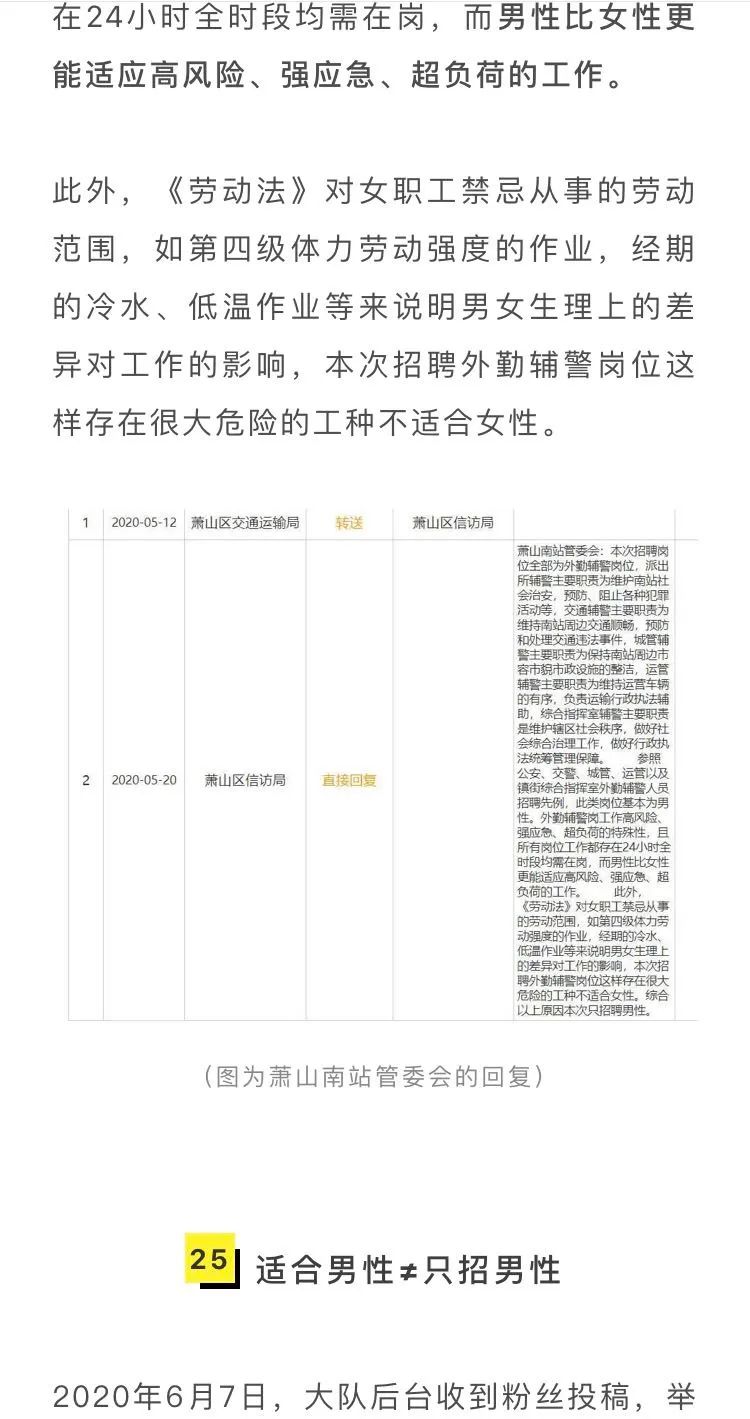 在24小时全时段均需在岗，而男性比女性更
能适应高风险、强应急、超负荷的工作。
此外，《劳动法》对女职工禁忌从事的劳动
范围，如第四级体力劳动强度的作业，经期
的冷水、低温作业等来说明男女生理上的差
异对工作的影响，本次招聘外勤辅警岗位这
样存在很大危险的工种不适合女性。
1 2020-05-12 萧山区交通运输局 转送 萧山区信访局
2 2020-05-20 萧山区信访局 直接回复
萧山南站管委会：本次招聘岗
位全部为外勤辅警岗位，派出
所辅警主要职责为维护南站社
会治安，预防、阻止各种犯罪
活动等，交通辅警主要职责为
维持南站周边交通顺畅，预防
和处理交通违法事件，城管辅
警主要职责为保持南站周边市
容市貌市政设施的整洁，运管
辅警主要职责为维持运营车辆
的有序，负责运输行政执法辅
助，综合指挥室辅警主要职责
是维护辖区社会秩序，做好社
会综合治理工作，做好行政执
法统筹管理保障。 参照
公安、交警、城管、运管以及
镇街综合指挥室外勤辅警人员
招聘先例，此类岗位基本为男
性。外勤辅警岗工作高风险、
强应急、超负荷的特殊性，且
所有岗位工作都存在24小时全
时段均需在岗，而男性比女性
更能适应高风险、强应急、超
负荷的工作。 此外，
《劳动法》对女职工禁忌从事
的劳动范围，如第四级体力劳
动强度的作业，经期的冷水、
低温作业等来说明男女生理上
的差异对工作的影响，本次招
聘外勤辅警岗位这样存在很大
危险的工种不适合女性。综合
以上原因本次只招聘男性。
（图为萧山南站管委会的回复）
25 适合男性≠只招男性
2020年6月7日，大队后台收到粉丝投稿，举